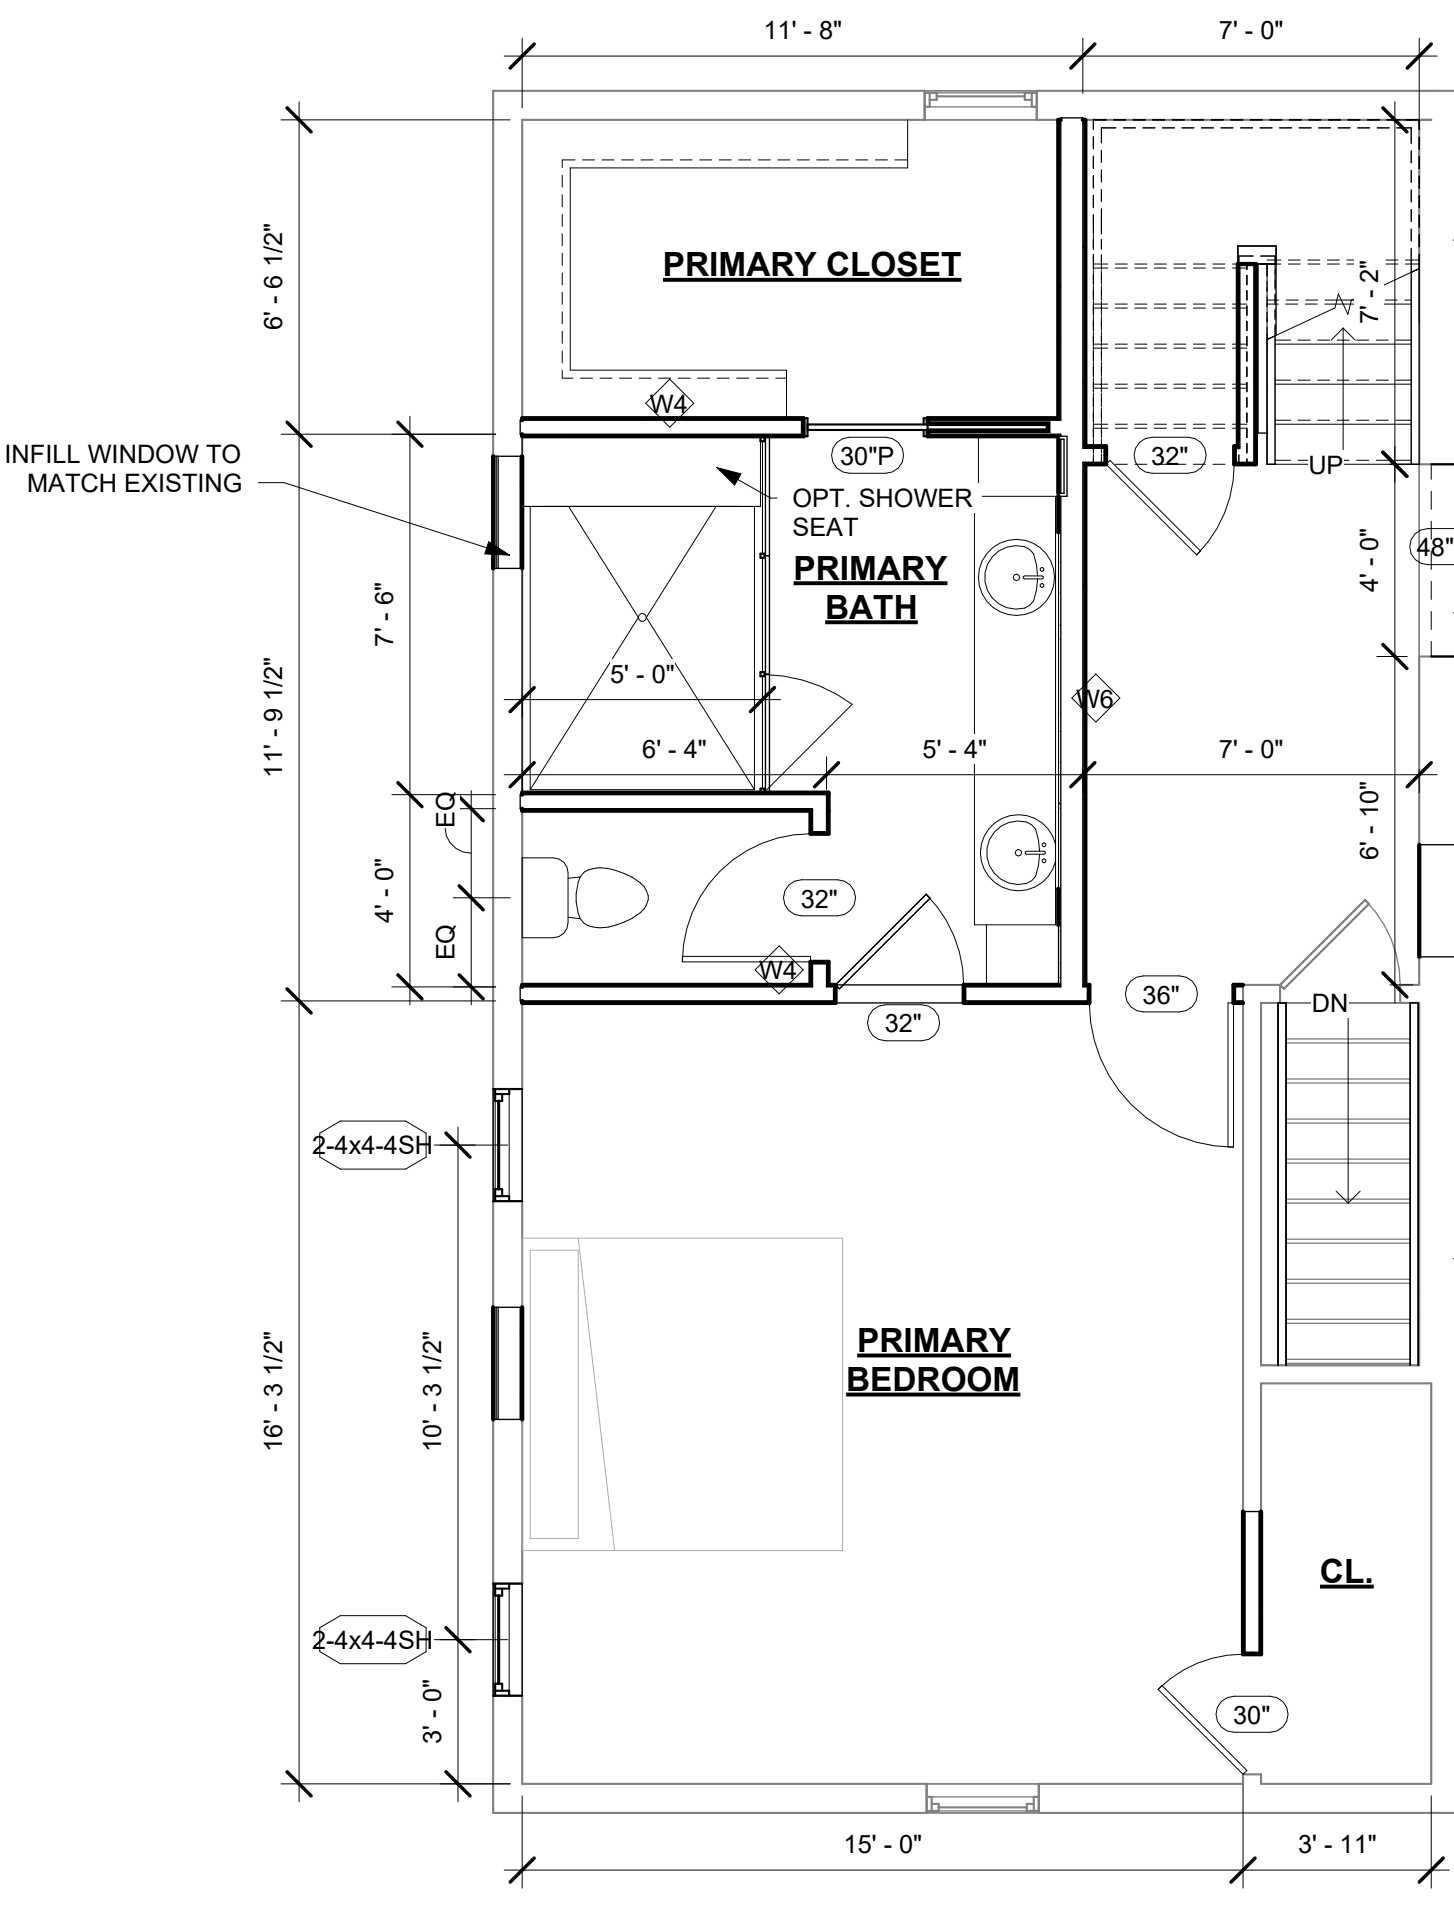 11' - 8"
7' - 0"
6' - 6 1/2"
PRIMARY CLOSET
7' - 2"
W4
INFILL WINDOW TO
MATCH EXISTING
30"P
32"
UP
OPT. SHOWER
SEAT
PRIMARY
BATH
4' - 0"
48"
7' - 6"
11' - 9 1/2"
5' - 0"
W6
6' - 4"
5' - 4"
7' - 0"
EQ
6' - 10"
4' - 0"
32"
EQ
W4
36"
DN
32"
2-4x4-4SH
PRIMARY
BEDROOM
16' - 3 1/2"
10' - 3 1/2"
CL.
2-4x4-4SH
3' - 0"
30"
15' - 0"
3' - 11"